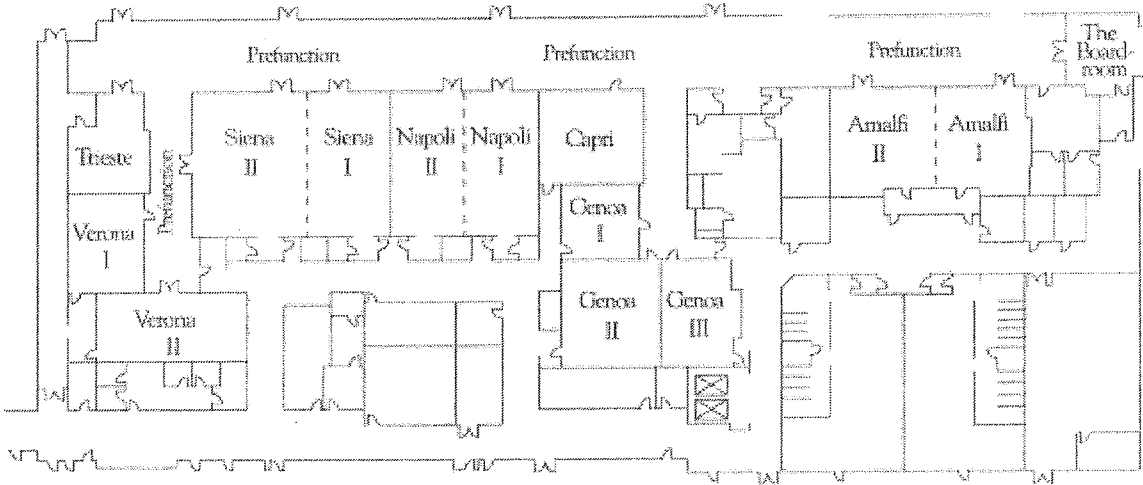 Prefunction
Prefunction
Prefunction
The
Board-
room
Trieste
Prefunction
Siena
II
Siena
I
Napoli
II
Napoli
I
Capri
Amalfi
II
Amalfi
I
Verona
I
Genoa
I
Verona
II
Genoa
II
Genoa
III